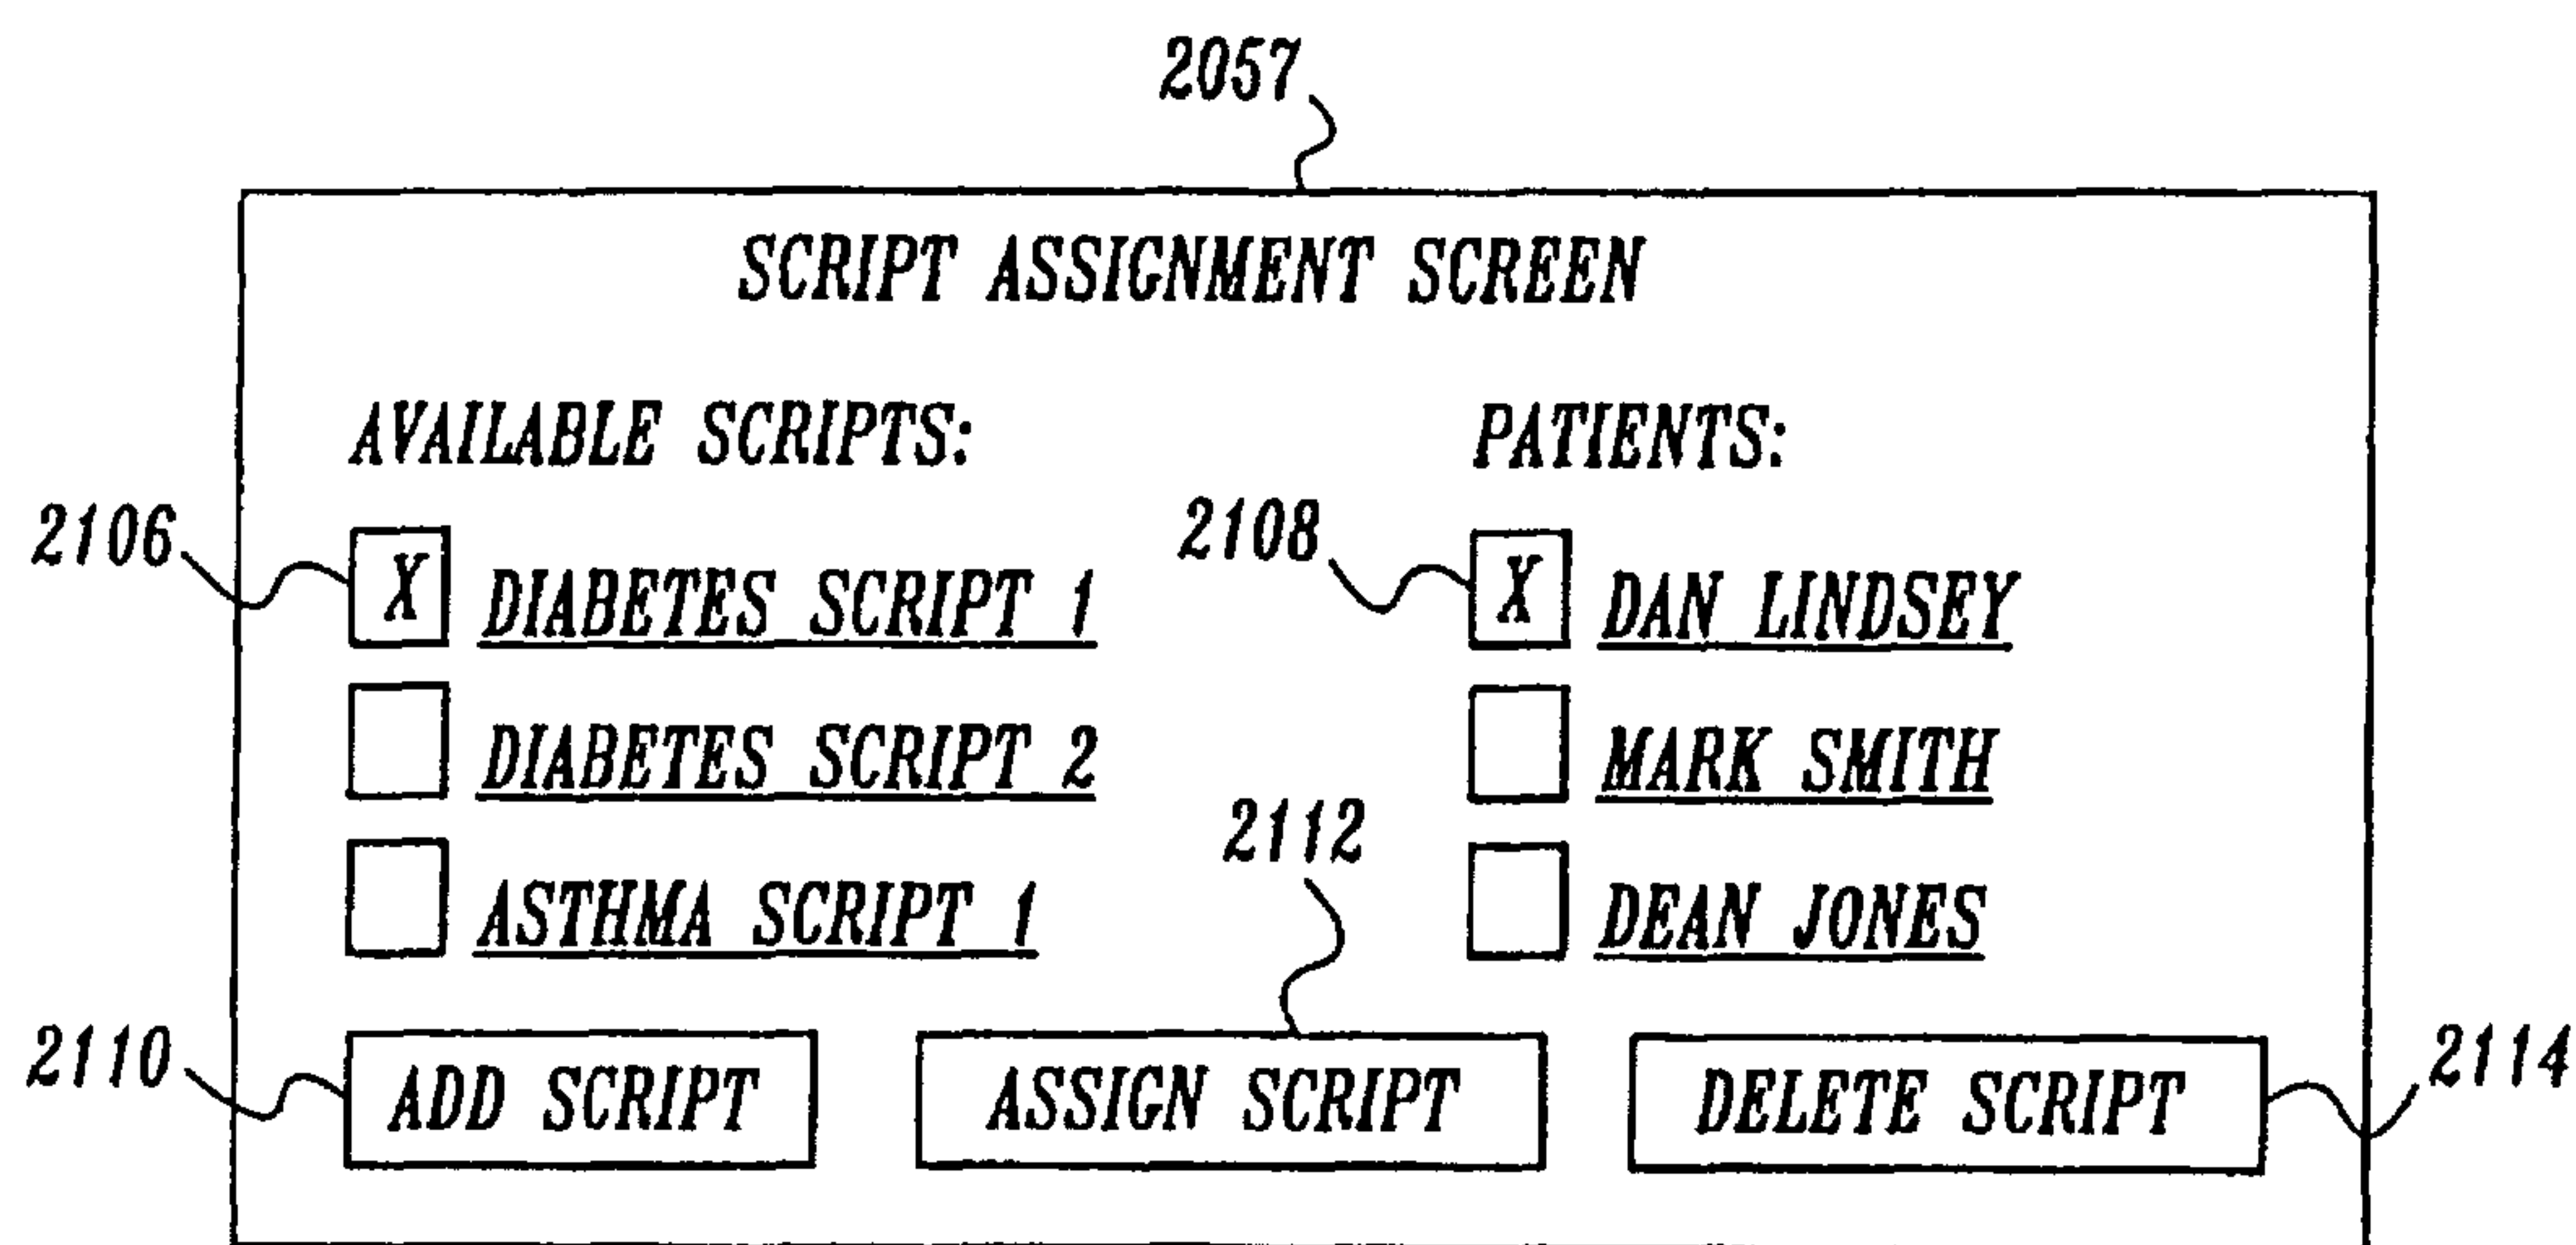 2057
SCRIPT ASSIGNMENT SCREEN
AVAILABLE SCRIPTS: PATIENTS:
2106 X DIABETES SCRIPT 1 2108 X DAN LINDSEY
DIABETES SCRIPT 2 MARK SMITH
2112
ASTHMA SCRIPT 1 DEAN JONES
2110 ADD SCRIPT ASSIGN SCRIPT DELETE SCRIPT 2114